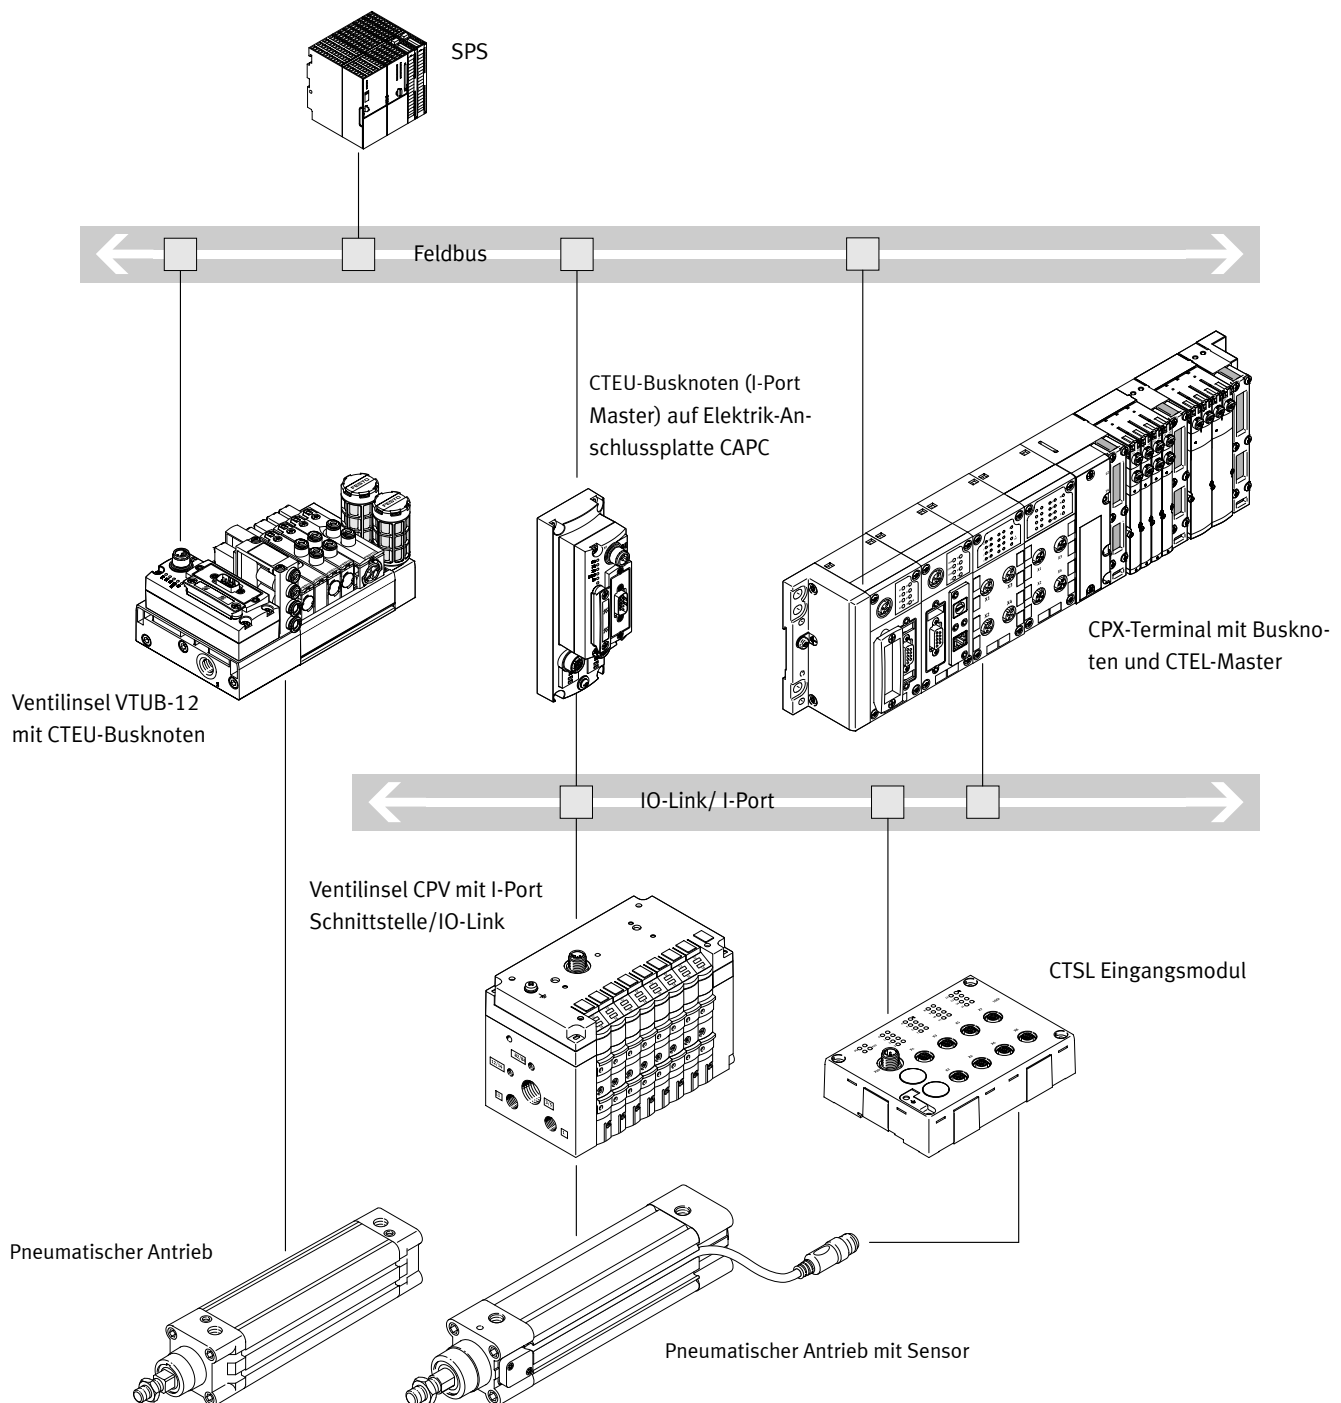 SPS
Feldbus
CTEU-Busknoten (I-Port
Master) auf Elektrik-An-
schlussplatte CAPC
CPX-Terminal mit Buskno-
ten und CTEL-Master
Ventilinsel VTUB-12
mit CTEU-Busknoten
IO-Link/ I-Port
Ventilinsel CPV mit I-Port
Schnittstelle/IO-Link
CTSL Eingangsmodul
Pneumatischer Antrieb
Pneumatischer Antrieb mit Sensor